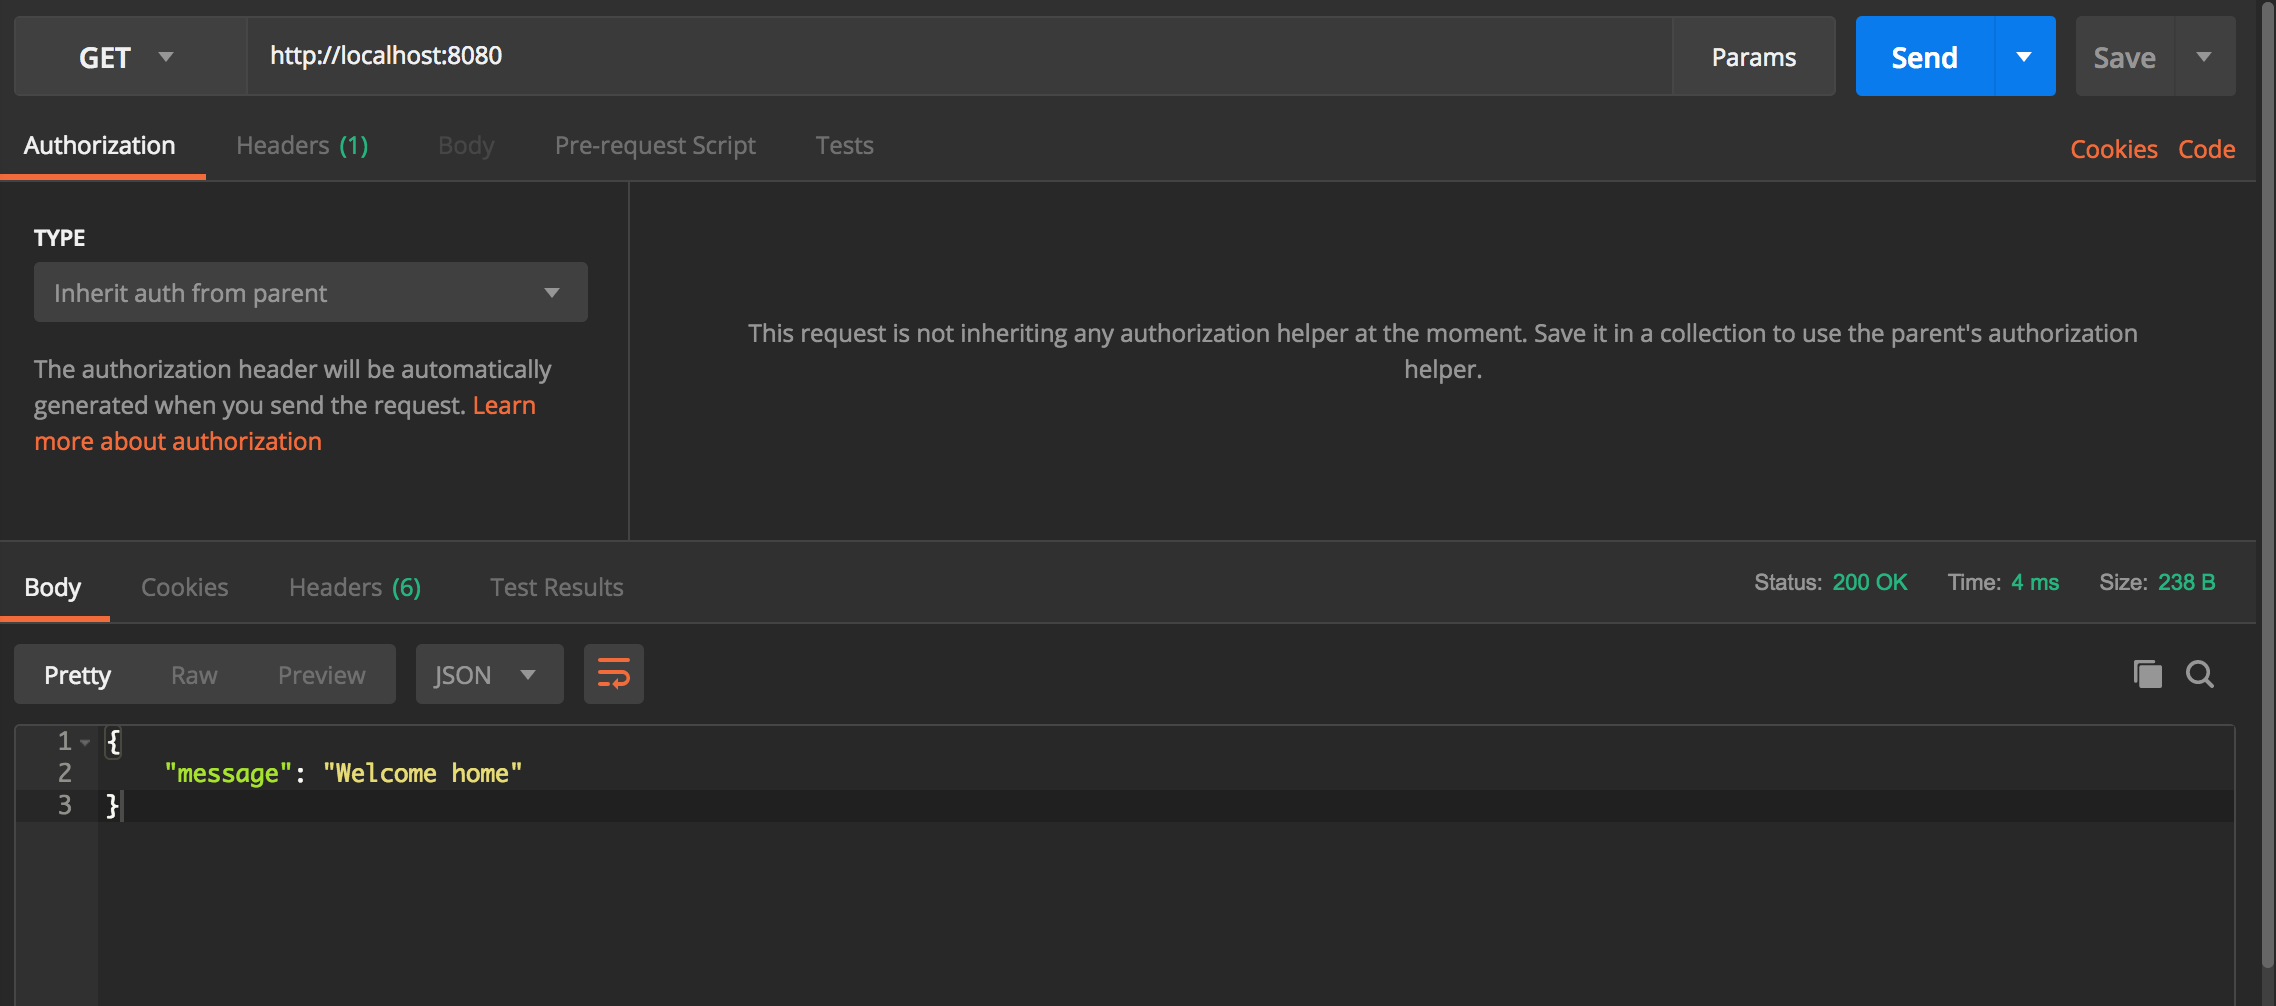 GET http://localhost:8080 Params Send Save
Authorization Headers (1) Body Pre-request Script Tests Cookies Code
TYPE
Inherit auth from parent
The authorization header will be automatically
generated when you send the request. Learn
more about authorization
This request is not inheriting any authorization helper at the moment. Save it in a collection to use the parent's authorization
helper.
Body Cookies Headers (6) Test Results Status: 200 OK Time: 4 ms Size: 238 B
Pretty Raw Preview JSON
1 {
2 "message": "Welcome home"
3 }